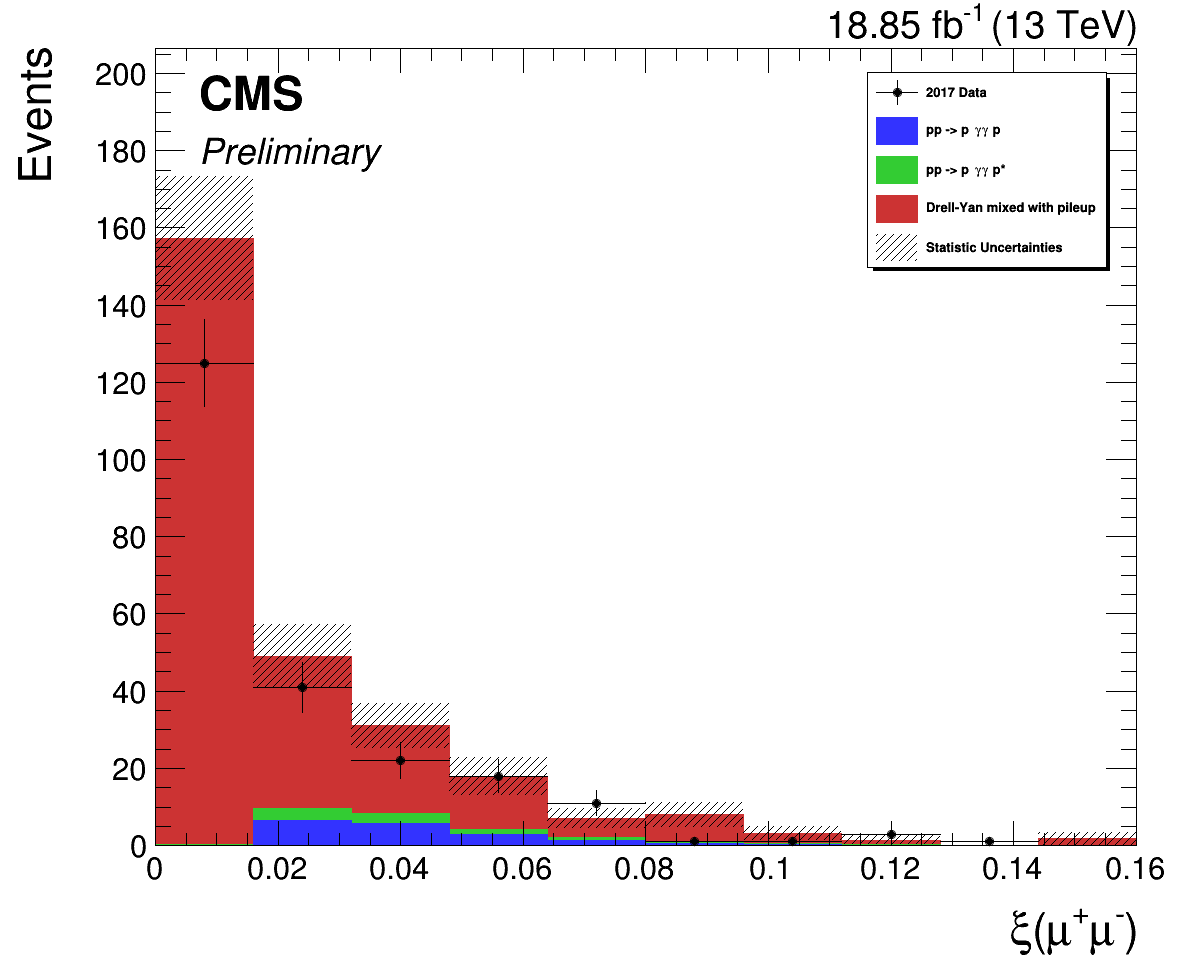 18.85 fb⁻¹ (13 TeV)
Events
CMS
Preliminary
2017 Data
pp -> p γγ p
pp -> p γγ p*
Drell-Yan mixed with pileup
Statistic Uncertainties
200
180
160
140
120
100
80
60
40
20
0
0 0.02 0.04 0.06 0.08 0.1 0.12 0.14 0.16
ξ(μ⁺μ⁻)